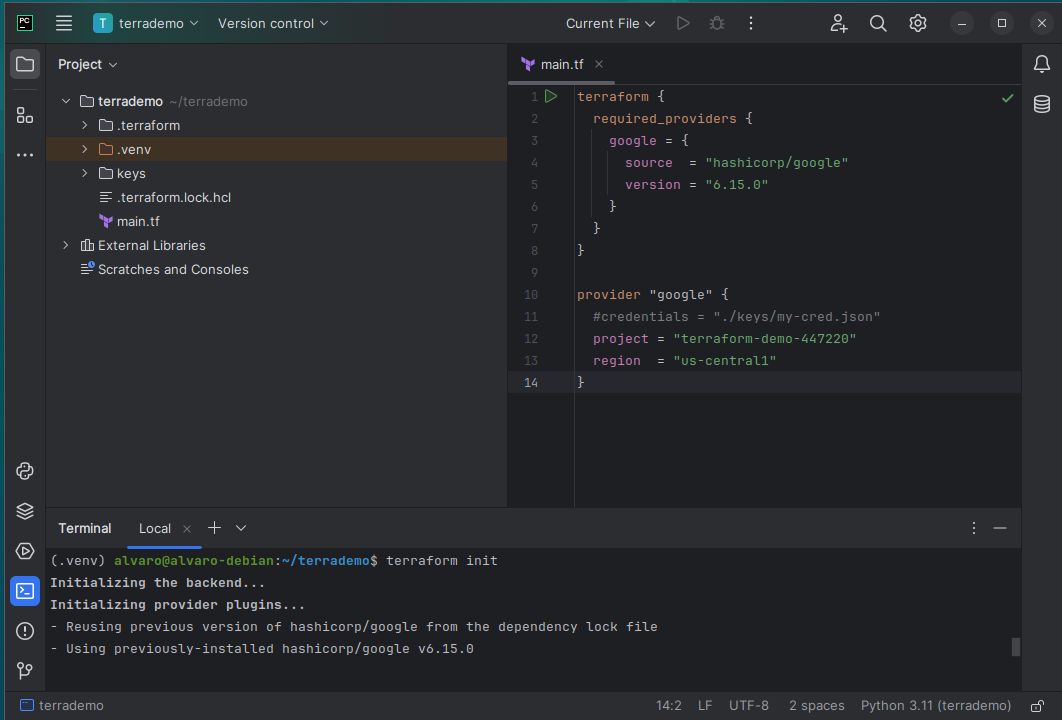 PC
T terrademo Version control Current File
Project
terrademo ~/terrademo
.terraform
.venv
keys
.terraform.lock.hcl
main.tf
External Libraries
Scratches and Consoles
main.tf
1 terraform {
2 required_providers {
3 google = {
4 source = "hashicorp/google"
5 version = "6.15.0"
6 }
7 }
8 }
9
10 provider "google" {
11 #credentials = "./keys/my-cred.json"
12 project = "terraform-demo-447220"
13 region = "us-central1"
14 }
Terminal Local
(.venv) alvaro@alvaro-debian:~/terrademo$ terraform init
Initializing the backend...
Initializing provider plugins...
- Reusing previous version of hashicorp/google from the dependency lock file
- Using previously-installed hashicorp/google v6.15.0
terrademo 14:2 LF UTF-8 2 spaces Python 3.11 (terrademo)